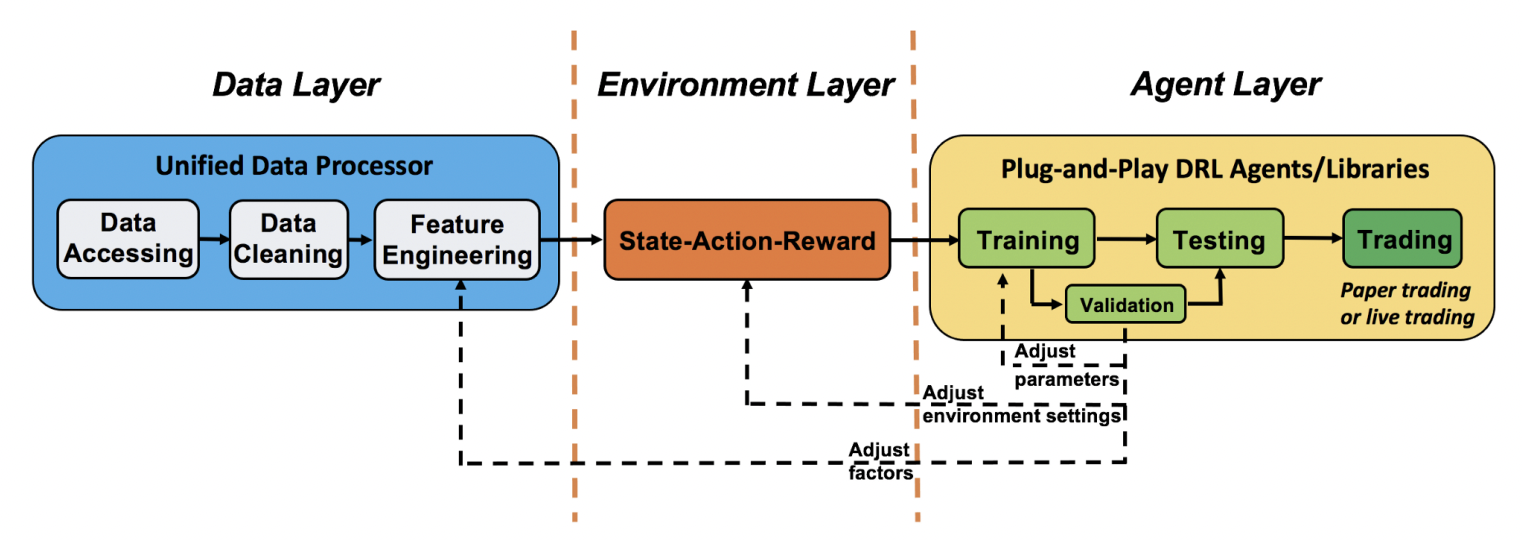 Data Layer
Environment Layer
Agent Layer
Unified Data Processor
Data
Accessing
Data
Cleaning
Feature
Engineering
State-Action-Reward
Plug-and-Play DRL Agents/Libraries
Training
Testing
Trading
Validation
Paper trading
or live trading
Adjust
parameters
Adjust
environment settings
Adjust
factors